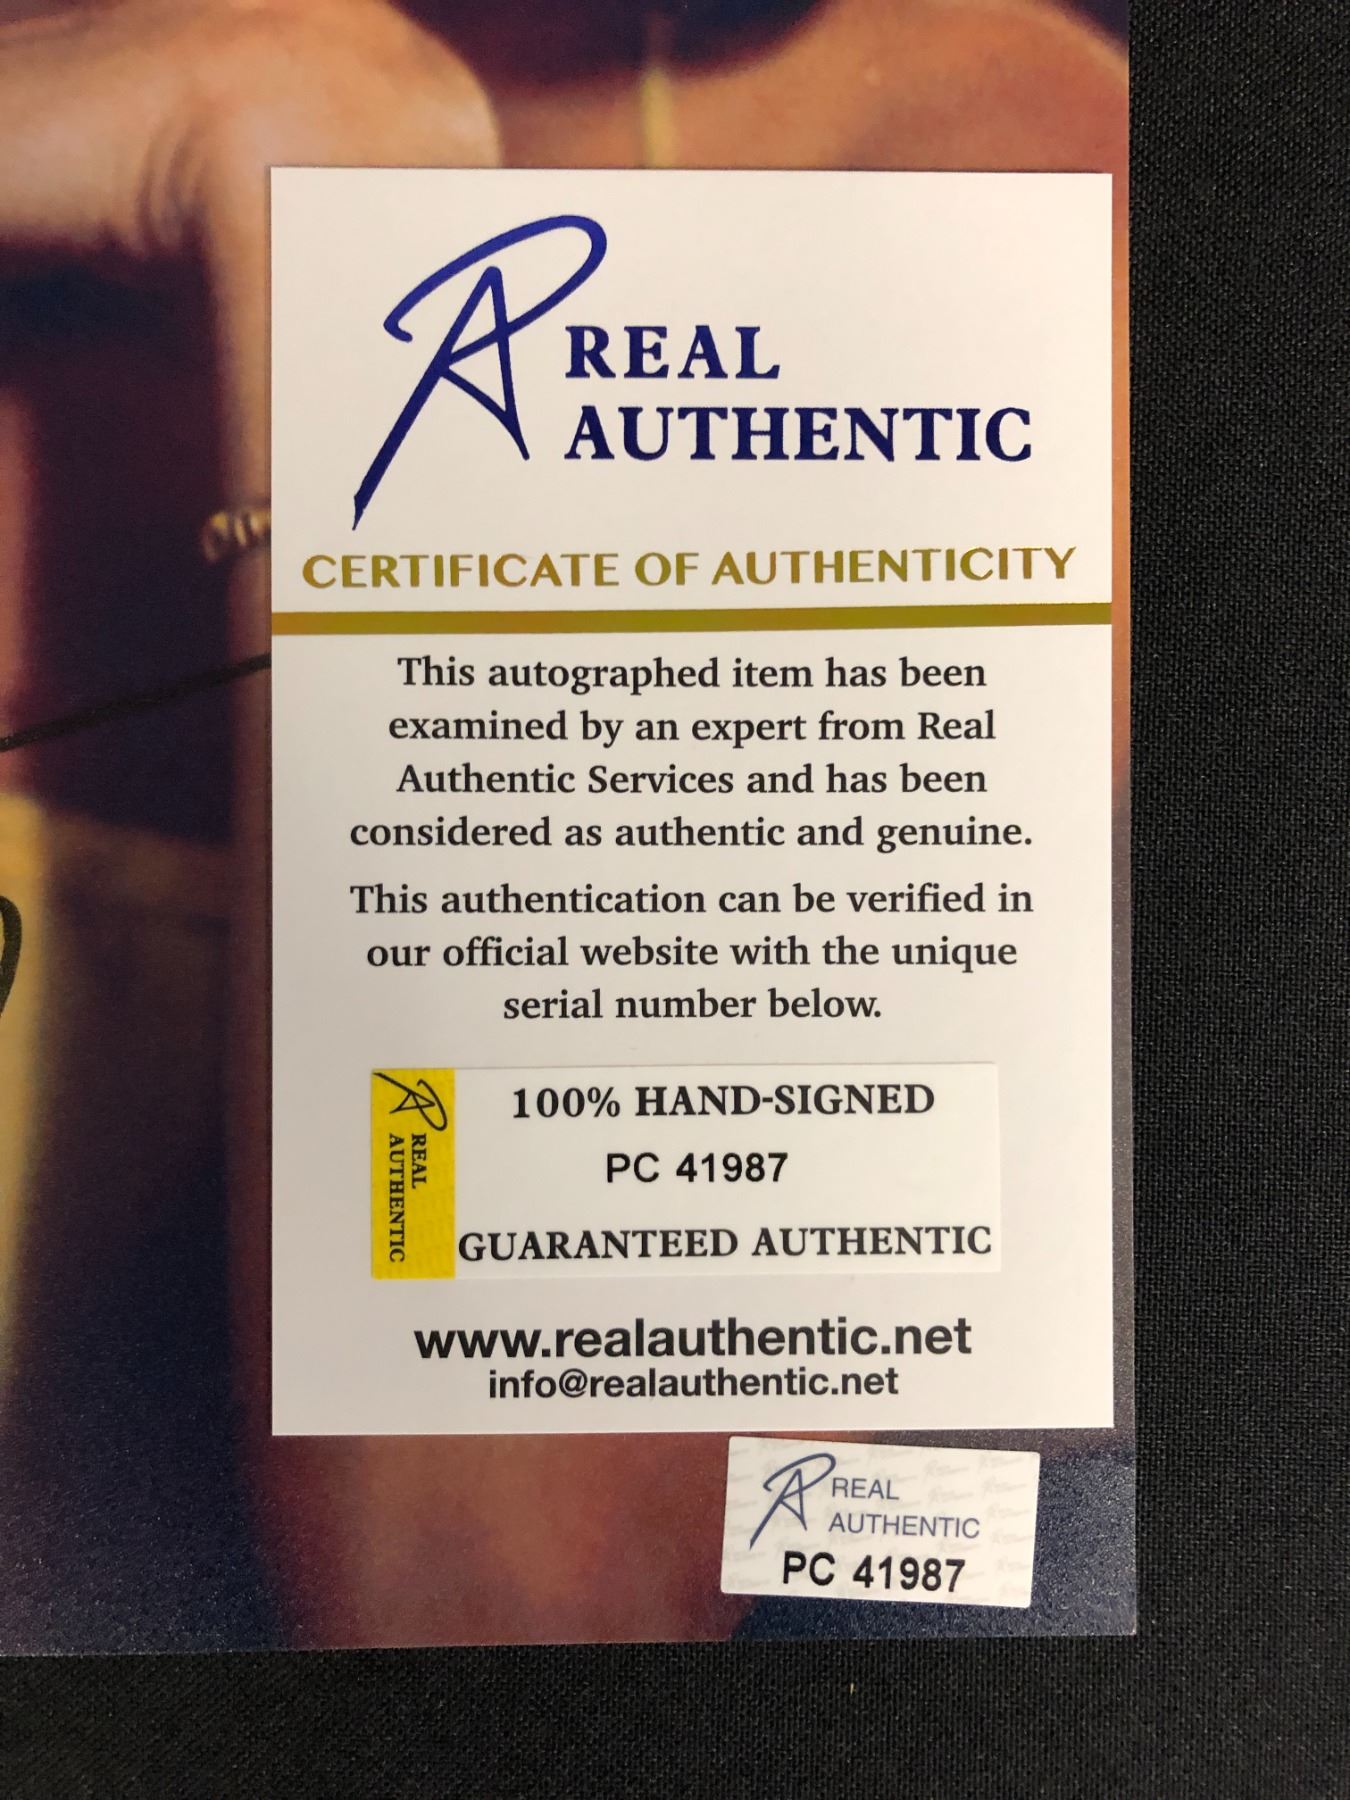 REAL
AUTHENTIC
CERTIFICATE OF AUTHENTICITY
This autographed item has been
examined by an expert from Real
Authentic Services and has been
considered as authentic and genuine.
This authentication can be verified in
our official website with the unique
serial number below.
REAL
AUTHENTIC
100% HAND-SIGNED
PC 41987
GUARANTEED AUTHENTIC
www.realauthentic.net
info@realauthentic.net
REAL
AUTHENTIC
PC 41987